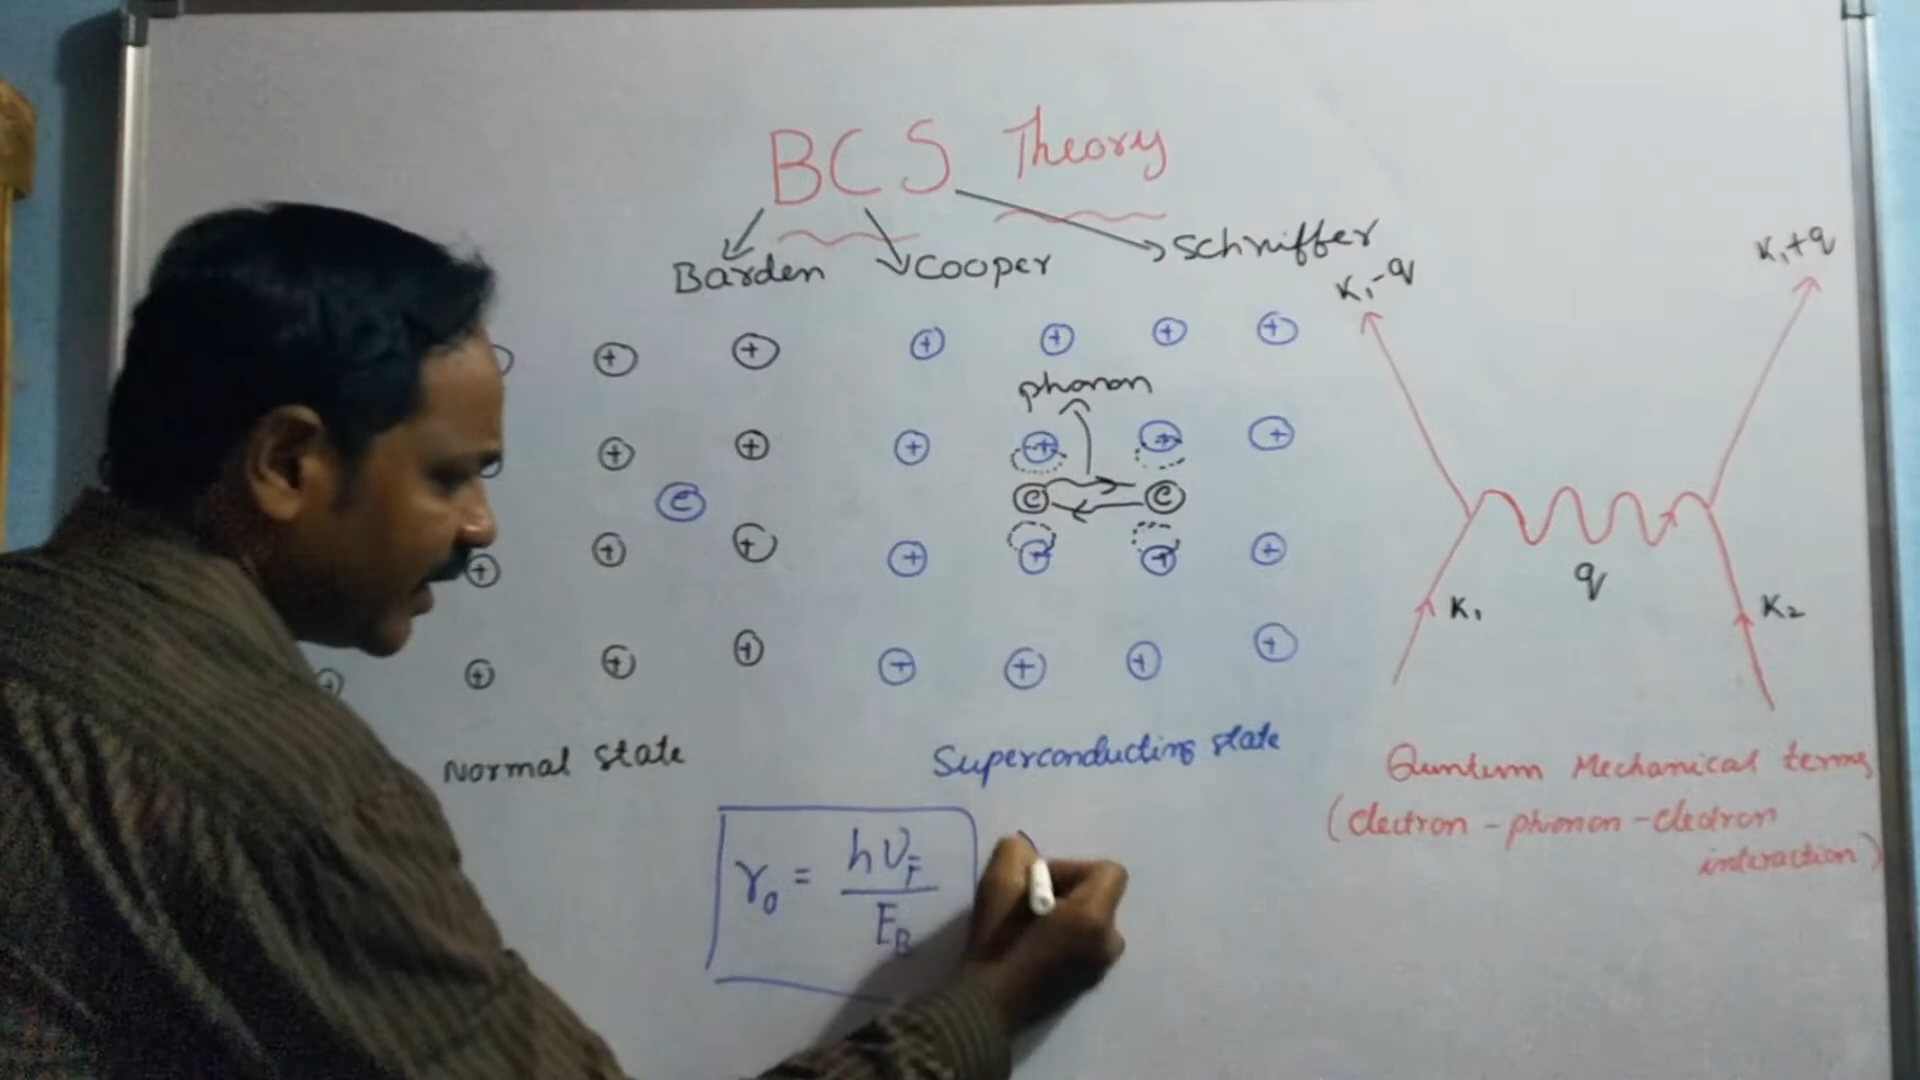 BCS Theory
Barden
Cooper
Schriffer
K₁-q
K₁+q
+ + + + + +
phonon
+ + + + + +
e e e
+ + + + + + +
q
K₁
K₂
+ + + + + + +
Normal state
Superconducting state
Quntum Mechanical terms
(electron - phonon - electron
interaction)
r₀ = hυF / EB